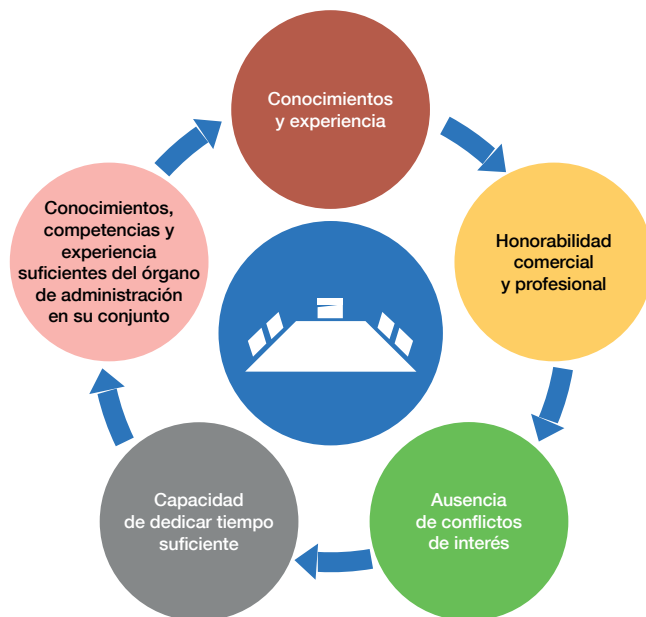 Conocimientos
y experiencia
Honorabilidad
comercial
y profesional
Ausencia
de conflictos
de interés
Capacidad
de dedicar tiempo
suficiente
Conocimientos,
competencias y
experiencia
suficientes del órgano
de administración
en su conjunto